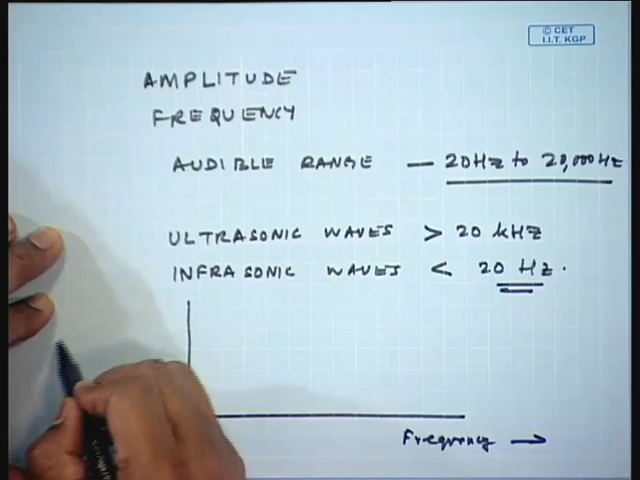 © CET
I.I.T. KGP
AMPLITUDE
FREQUENCY
AUDIBLE RANGE — 20Hz to 20,000Hz
ULTRASONIC WAVES > 20 kHz
INFRASONIC WAVES < 20 Hz.
Frequency →